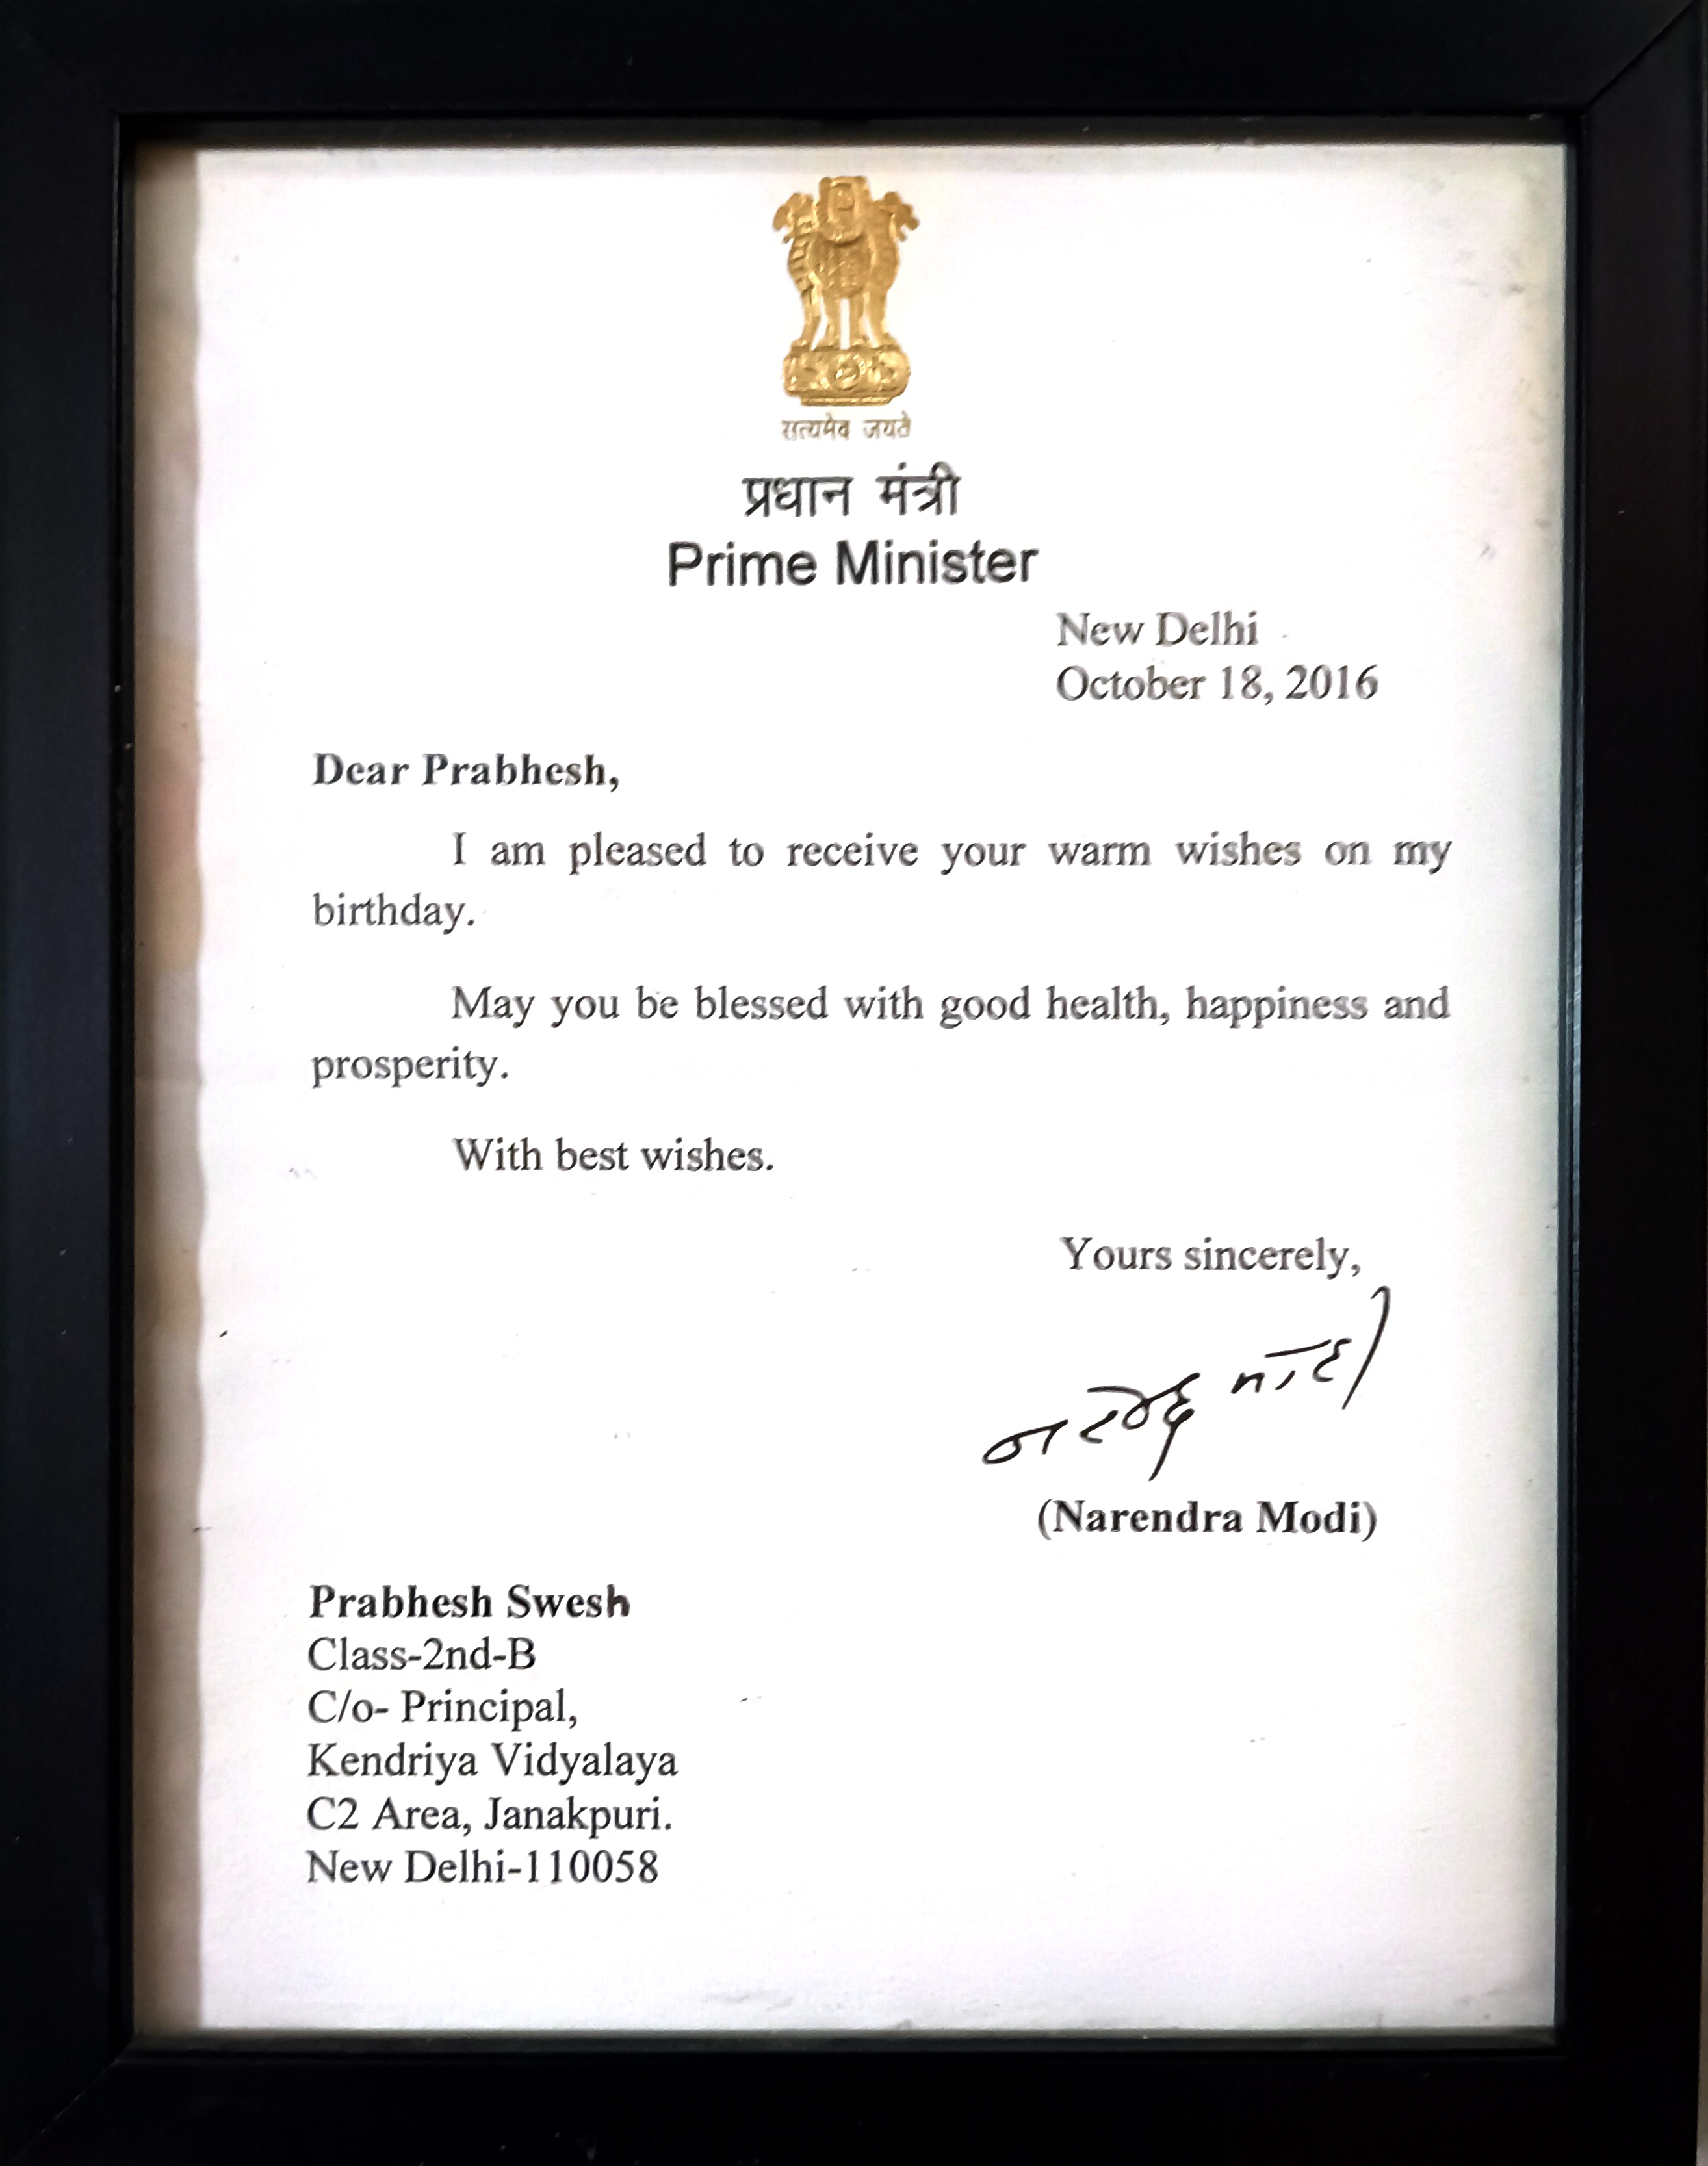 सत्यमेव जयते
प्रधान मंत्री
Prime Minister
New Delhi
October 18, 2016
Dear Prabhesh,
I am pleased to receive your warm wishes on my
birthday.
May you be blessed with good health, happiness and
prosperity.
With best wishes.
Yours sincerely,
नरेन्द्र मोदी
(Narendra Modi)
Prabhesh Swesh
Class-2nd-B
C/o- Principal,
Kendriya Vidyalaya
C2 Area, Janakpuri.
New Delhi-110058